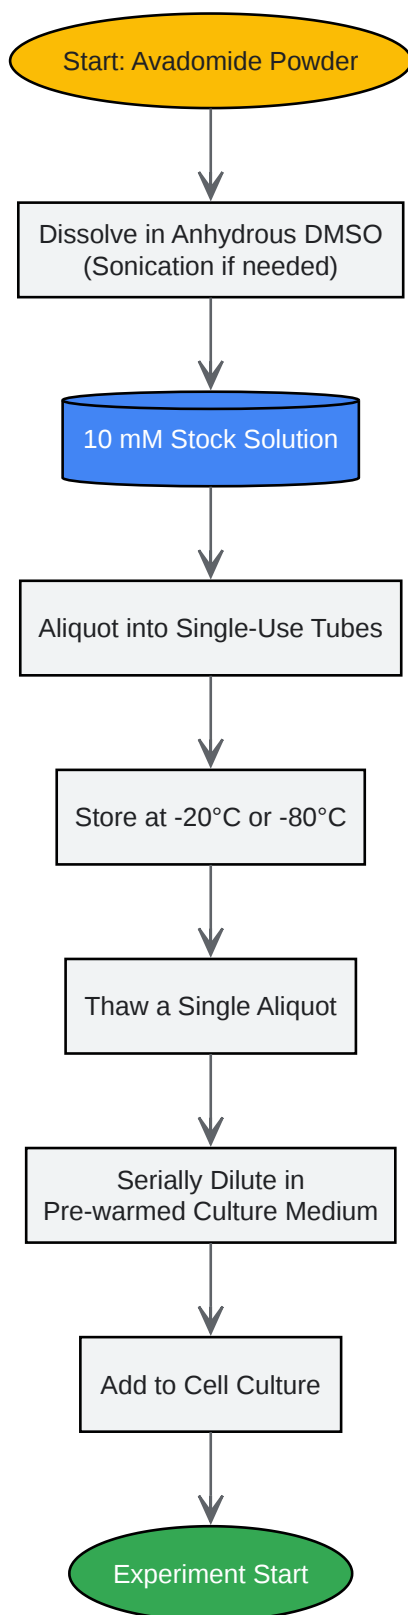 Start: Avadomide Powder
Dissolve in Anhydrous DMSO
(Sonication if needed)
10 mM Stock Solution
Aliquot into Single-Use Tubes
Store at -20°C or -80°C
Thaw a Single Aliquot
Serially Dilute in
Pre-warmed Culture Medium
Add to Cell Culture
Experiment Start